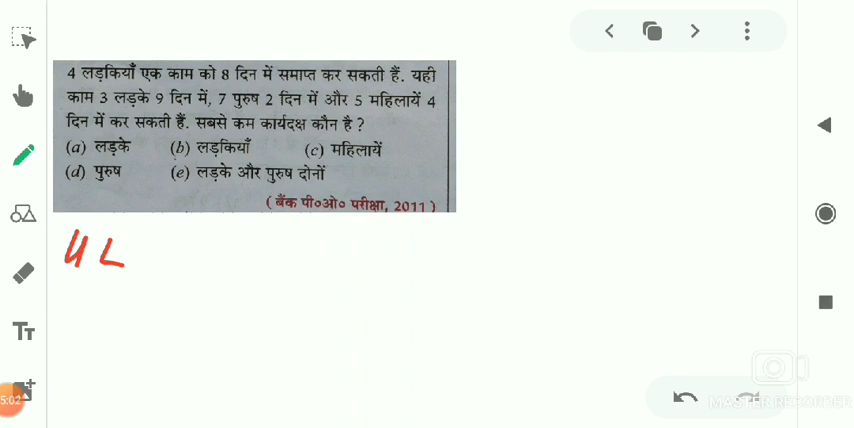 4 लड़कियाँ एक काम को 8 दिन में समाप्त कर सकती हैं. यही
काम 3 लड़के 9 दिन में, 7 पुरुष 2 दिन में और 5 महिलायें 4
दिन में कर सकती हैं. सबसे कम कार्यदक्ष कौन है ?
(a) लड़के (b) लड़कियाँ (c) महिलायें
(d) पुरुष (e) लड़के और पुरुष दोनों
( बैंक पी०ओ० परीक्षा, 2011 )
4 L
Tт
5:02
MASTER RECORDER